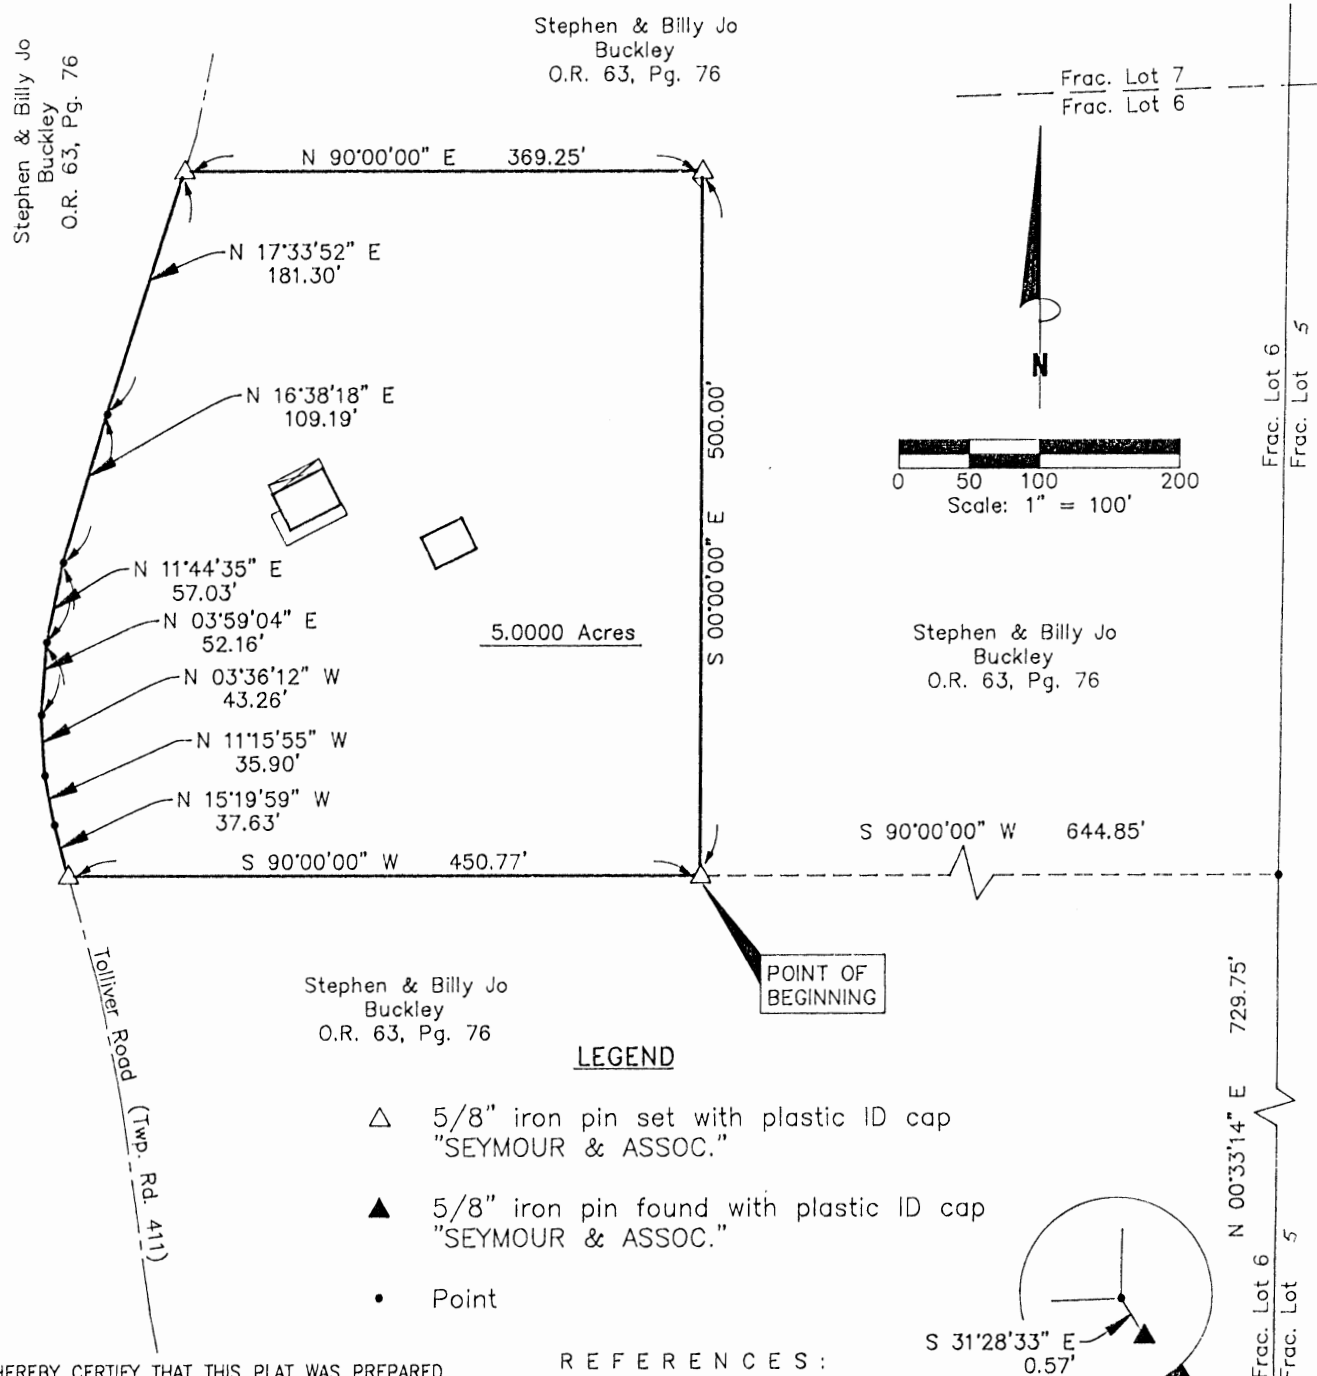 Stephen & Billy Jo
Buckley
O.R. 63, Pg. 76
Stephen & Billy Jo
Buckley
O.R. 63, Pg. 76
Frac. Lot 7
Frac. Lot 6
N 90°00'00" E 369.25'
N 17°33'52" E
181.30'
N 16°38'18" E
109.19'
N 11°44'35" E
57.03'
N 03°59'04" E
52.16'
N 03°36'12" W
43.26'
N 11°15'55" W
35.90'
N 15°19'59" W
37.63'
5.0000 Acres
S 00°00'00" E 500.00'
N
0 50 100 200
Scale: 1" = 100'
Frac. Lot 6
Frac. Lot 5
Stephen & Billy Jo
Buckley
O.R. 63, Pg. 76
S 90°00'00" W 644.85'
S 90°00'00" W 450.77'
POINT OF
BEGINNING
Tolliver Road (Twp. Rd. 411)
Stephen & Billy Jo
Buckley
O.R. 63, Pg. 76
N 00°33'14" E 729.75'
LEGEND
5/8" iron pin set with plastic ID cap
"SEYMOUR & ASSOC."
5/8" iron pin found with plastic ID cap
"SEYMOUR & ASSOC."
Point
S 31°28'33" E
0.57'
Frac. Lot 6
Frac. Lot 5
HEREBY CERTIFY THAT THIS PLAT WAS PREPARED
REFERENCES: